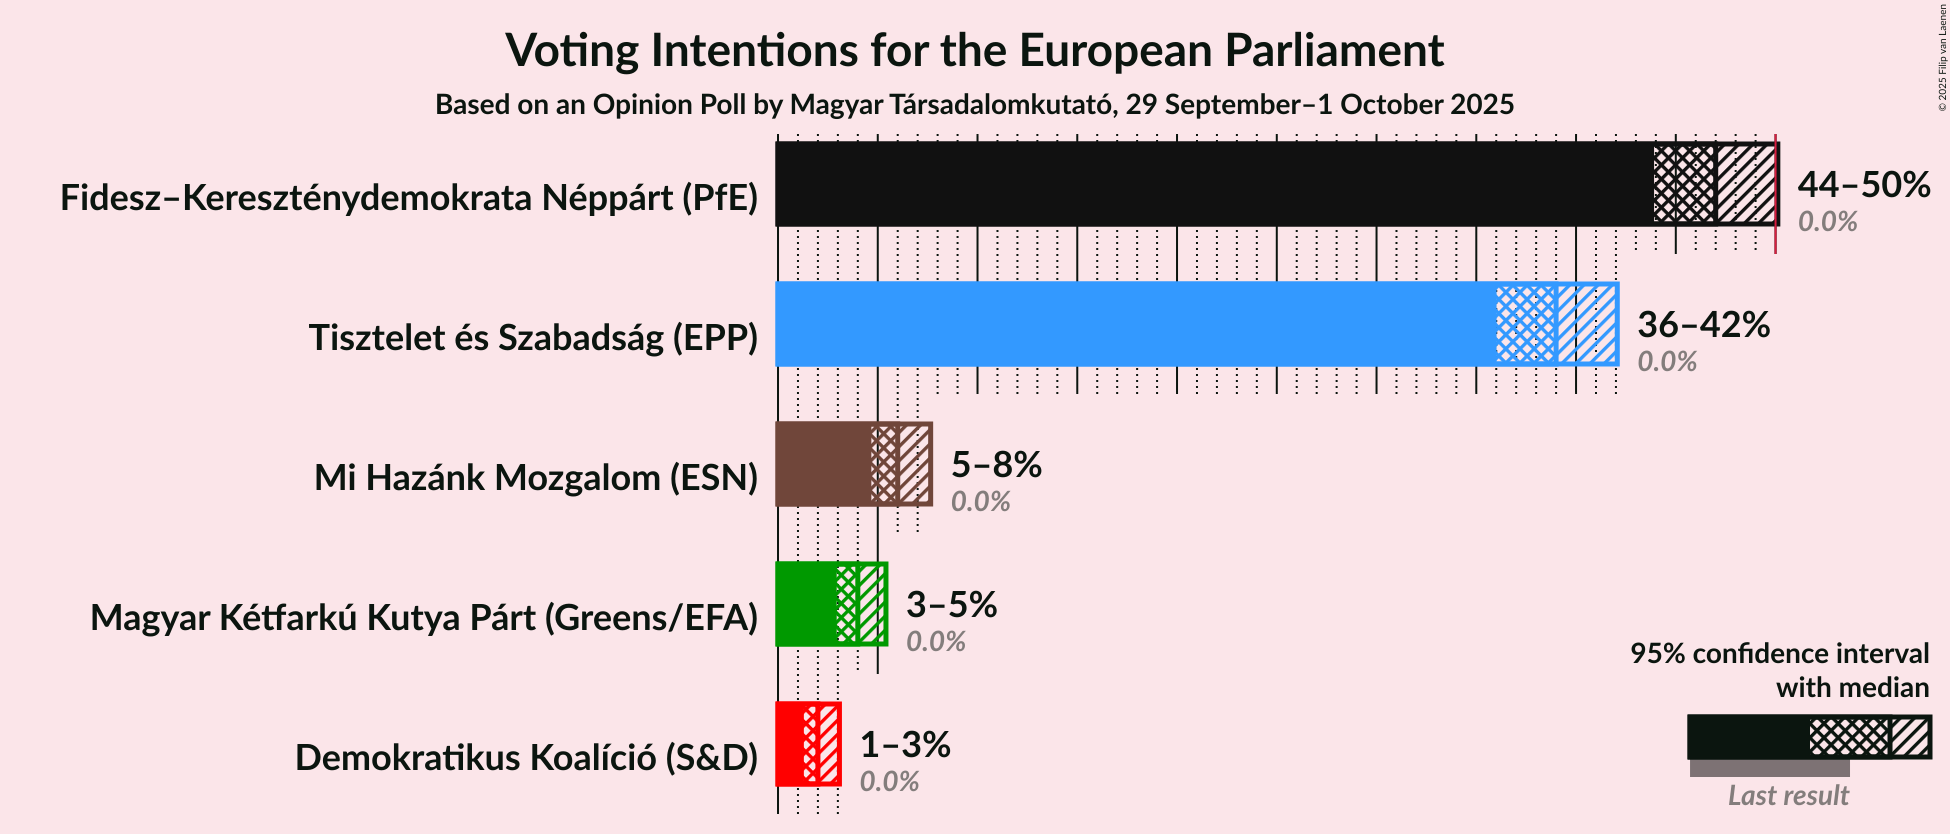 Voting Intentions for the European Parliament
Based on an Opinion Poll by Magyar Társadalomkutató, 29 September–1 October 2025
© 2025 Filip van Laenen
Fidesz–Kereszténydemokrata Néppárt (PfE)
44–50%
0.0%
Tisztelet és Szabadság (EPP)
36–42%
0.0%
Mi Hazánk Mozgalom (ESN)
5–8%
0.0%
Magyar Kétfarkú Kutya Párt (Greens/EFA)
3–5%
0.0%
Demokratikus Koalíció (S&D)
1–3%
0.0%
95% confidence interval
with median
Last result